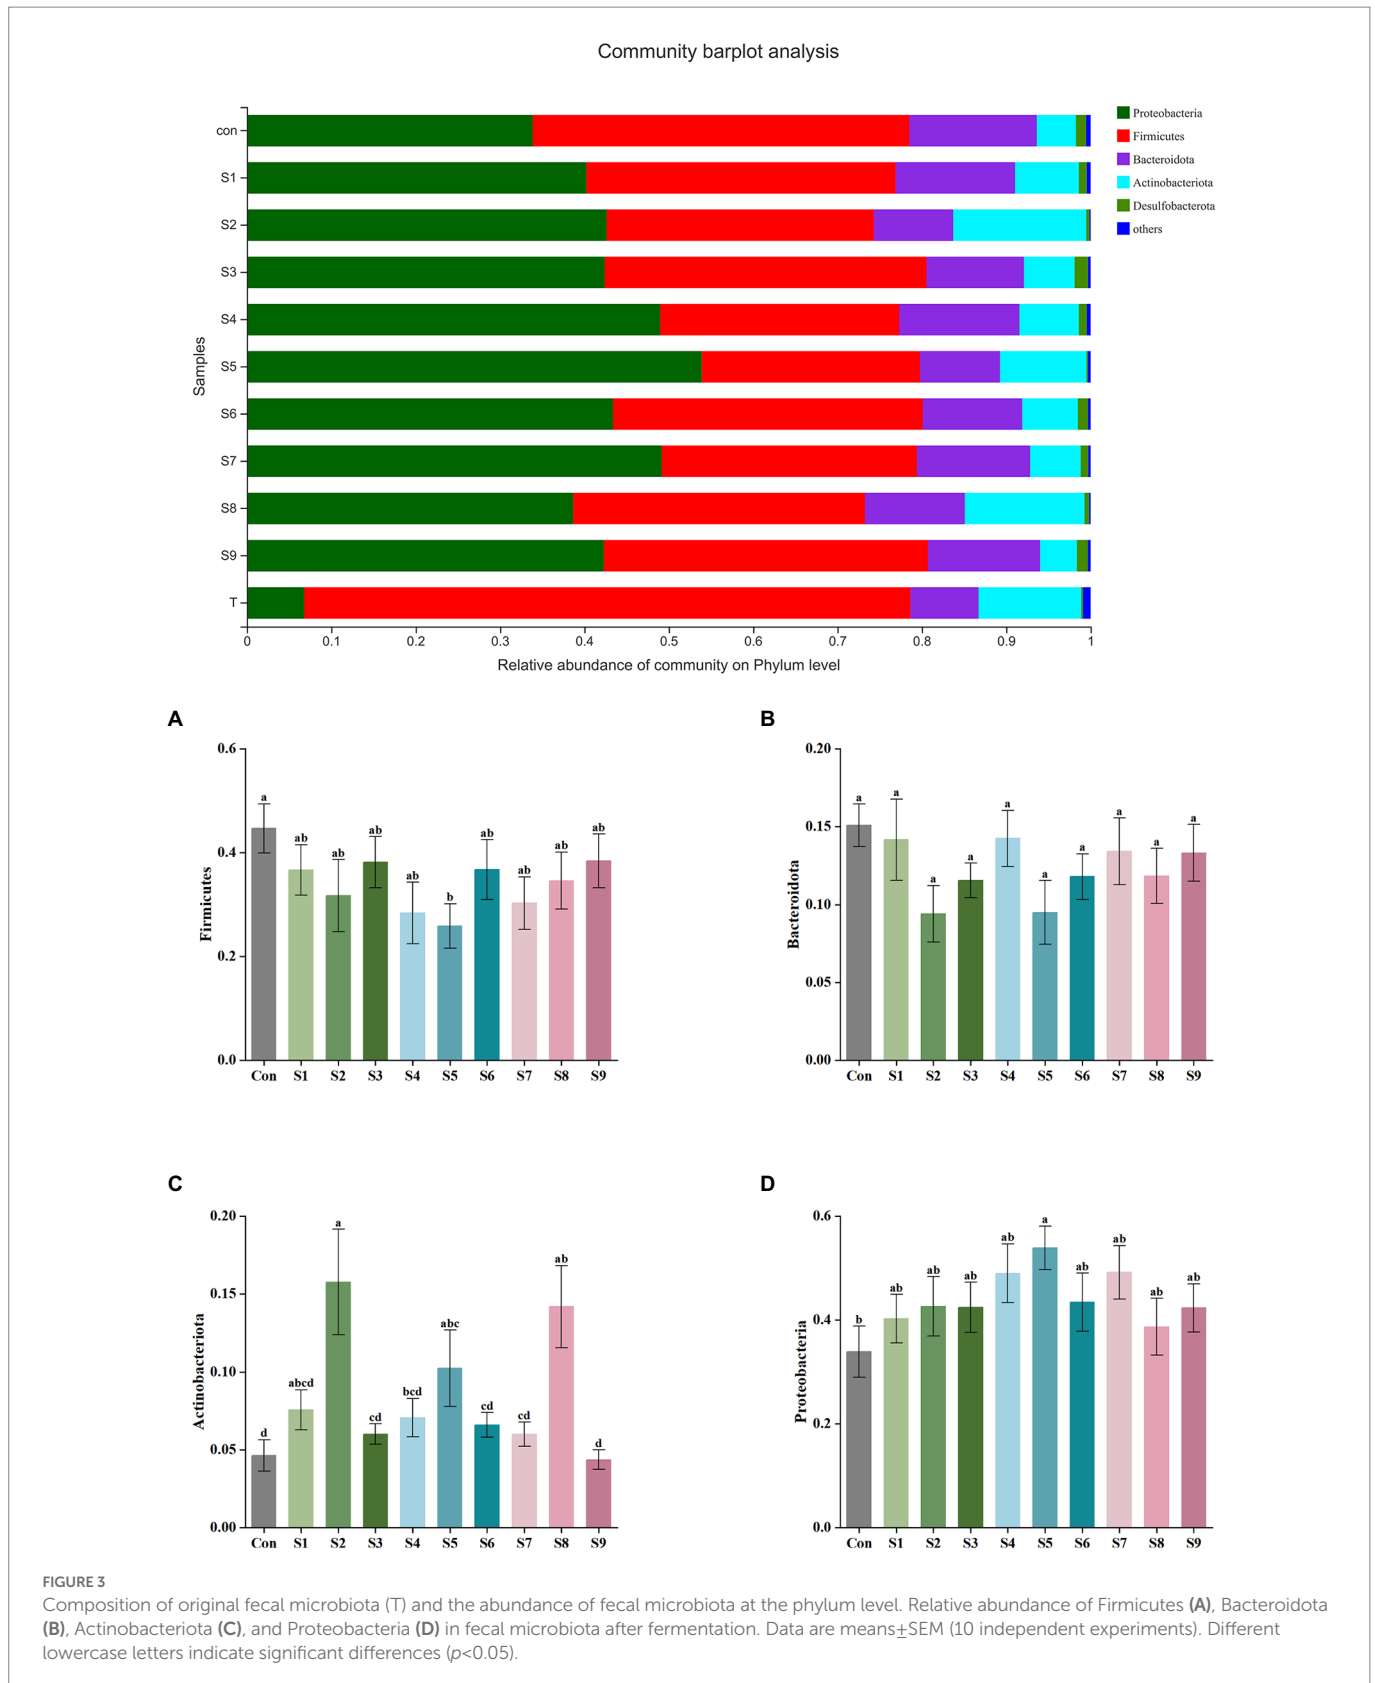 Community barplot analysis
Proteobacteria
Firmicutes
Bacteroidota
Actinobacteriota
Desulfobacterota
others
Samples
con
S1
S2
S3
S4
S5
S6
S7
S8
S9
T
0 0.1 0.2 0.3 0.4 0.5 0.6 0.7 0.8 0.9 1
Relative abundance of community on Phylum level
A
Firmicutes
0.6
0.4
0.2
0.0
a ab ab ab ab b ab ab ab ab
Con S1 S2 S3 S4 S5 S6 S7 S8 S9
B
Bacteroidota
0.20
0.15
0.10
0.05
0.00
a a a a a a a a a a
Con S1 S2 S3 S4 S5 S6 S7 S8 S9
C
Actinobacteriota
0.20
0.15
0.10
0.05
0.00
d abcd a cd bcd abc cd cd ab d
Con S1 S2 S3 S4 S5 S6 S7 S8 S9
D
Proteobacteria
0.6
0.4
0.2
0.0
b ab ab ab ab a ab ab ab ab
Con S1 S2 S3 S4 S5 S6 S7 S8 S9
FIGURE 3
Composition of original fecal microbiota (T) and the abundance of fecal microbiota at the phylum level. Relative abundance of Firmicutes (A), Bacteroidota
(B), Actinobacteriota (C), and Proteobacteria (D) in fecal microbiota after fermentation. Data are means±SEM (10 independent experiments). Different
lowercase letters indicate significant differences (p<0.05).